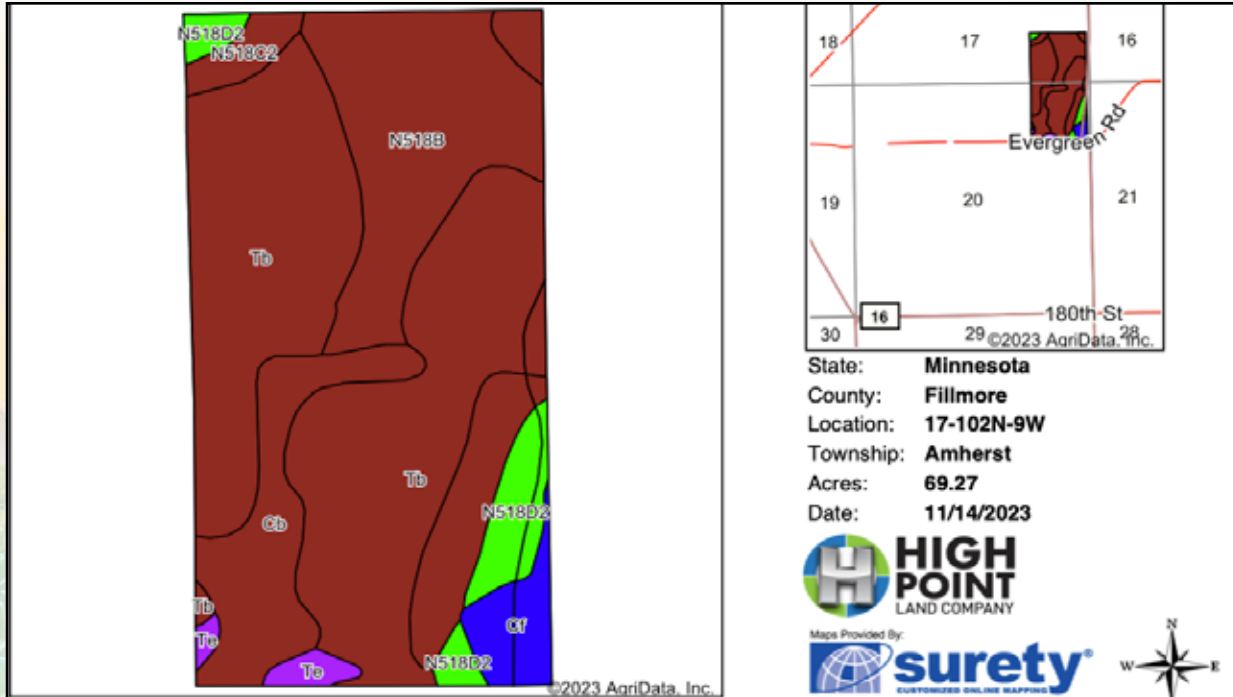 N518D2
N518C2
N518B
Tb
Tb
N518D2
Cb
Tb
Te
Cf
N518D2
Te
©2023 AgriData, Inc.
18
17
16
Evergreen Rd
19
20
21
16
180th St
30
29
28
©2023 AgriData, Inc.
State: Minnesota
County: Fillmore
Location: 17-102N-9W
Township: Amherst
Acres: 69.27
Date: 11/14/2023
H
HIGH
POINT
LAND COMPANY
Maps Provided By:
surety®
CUSTOMIZED ONLINE MAPPING
N
W
E
S